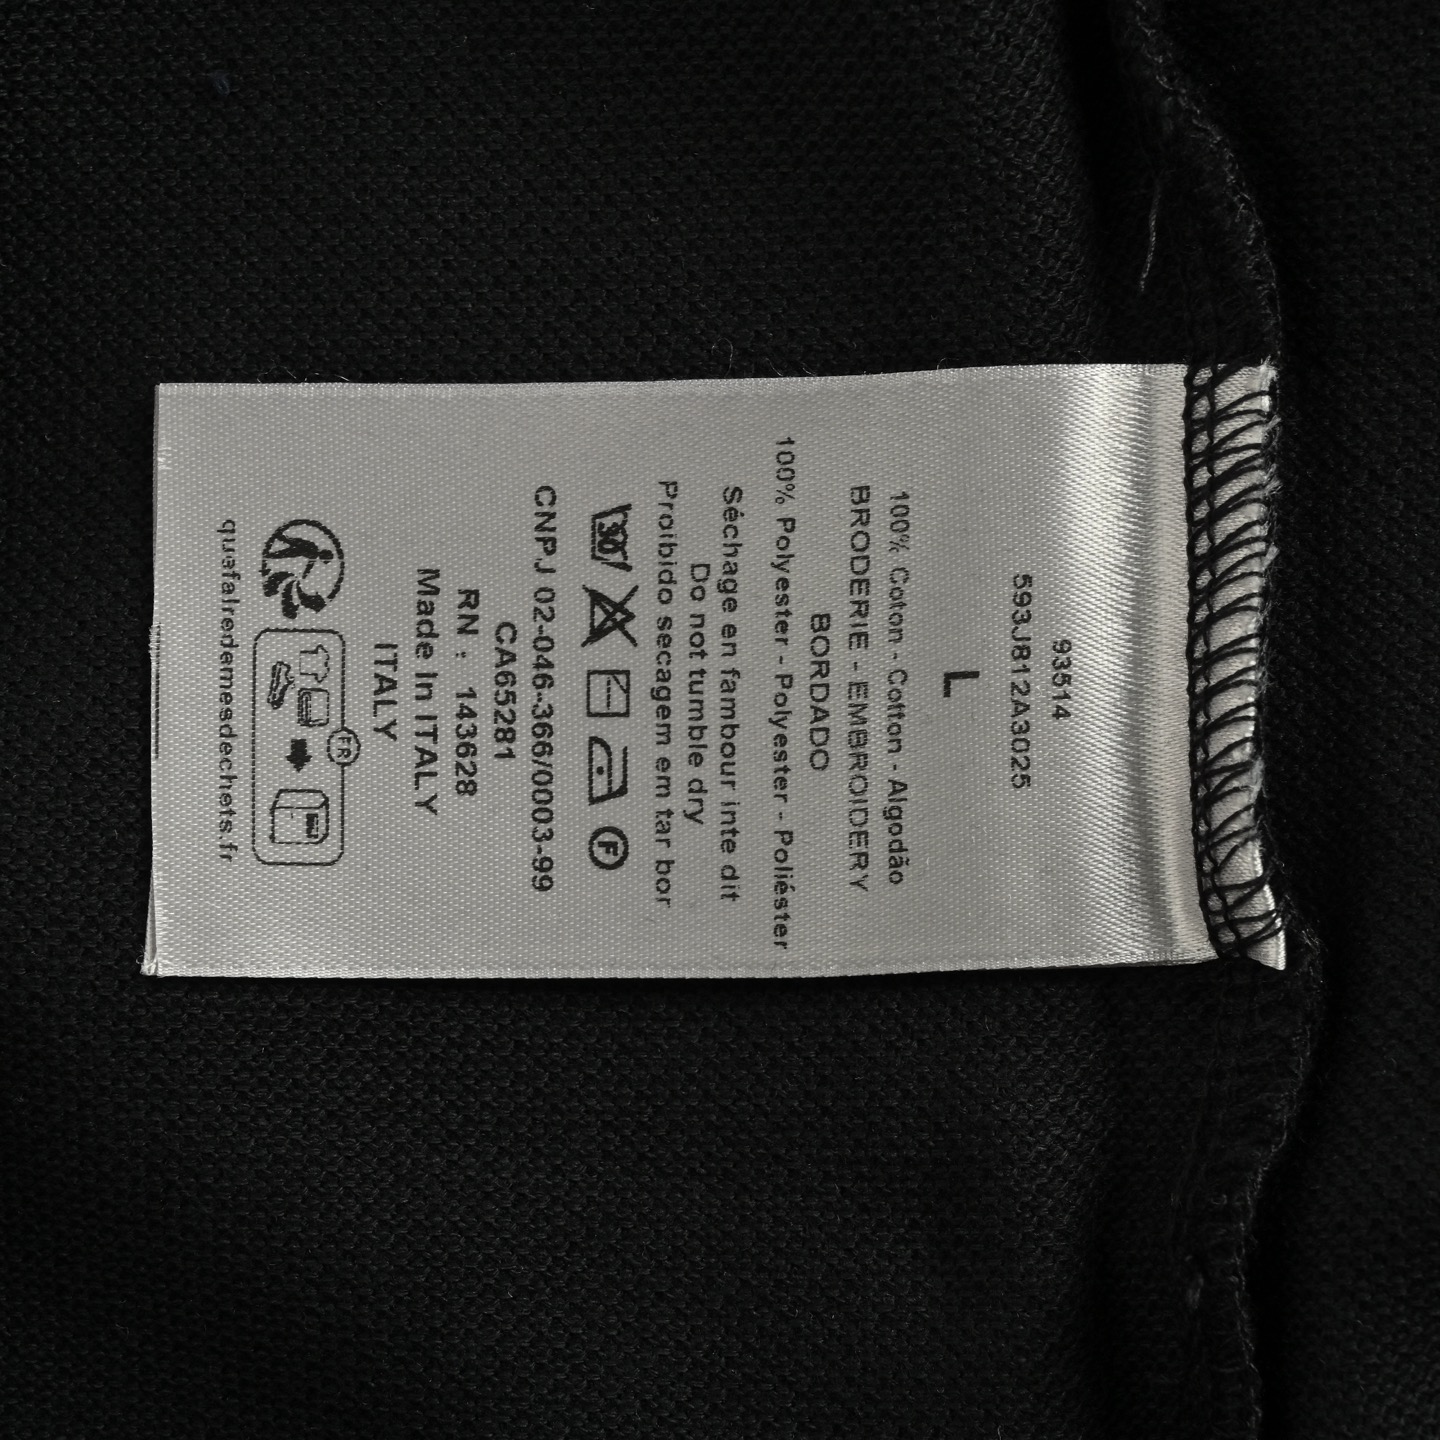 93514
593J812A3025
L
100% Coton - Cotton - Algodão
BRODERIE - EMBROIDERY
BORDADO
100% Polyester - Polyester - Poliéster
Séchage en fambour inte dit
Do not tumble dry
Proibido secagem em tar bor
30
F
CNPJ 02-046-366/0003-99
CA65281
RN : 143628
Made In ITALY
ITALY
FR
quefairedemesdechets.fr